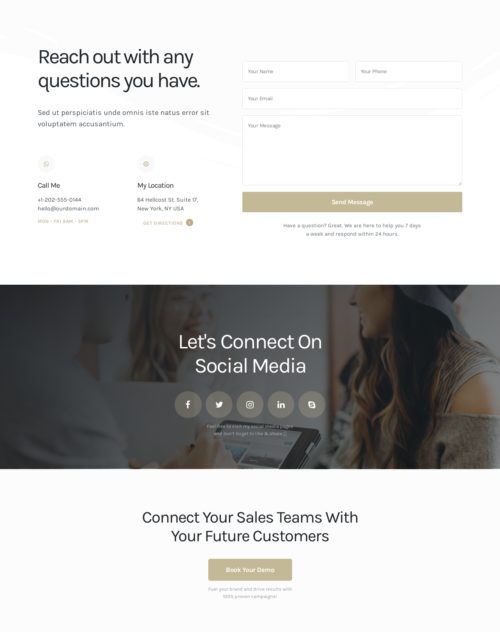 Reach out with any
questions you have.
Sed ut perspiciatis unde omnis iste natus error sit
voluptatem accusantium.
Call Me
+1-202-555-0144
hello@ourdomain.com
MON - FRI 9AM - 5PM
My Location
84 Hellcost St. Suite 17,
New York, NY USA
GET DIRECTIONS
Your Name
Your Phone
Your Email
Your Message
Send Message
Have a question? Great. We are here to help you 7 days
a week and respond within 24 hours.
Let's Connect On
Social Media
Feel free to visit my social media pages
and don't forget to like & share :)
Connect Your Sales Teams With
Your Future Customers
Book Your Demo
Fuel your brand and drive results with
100% proven campaigns!